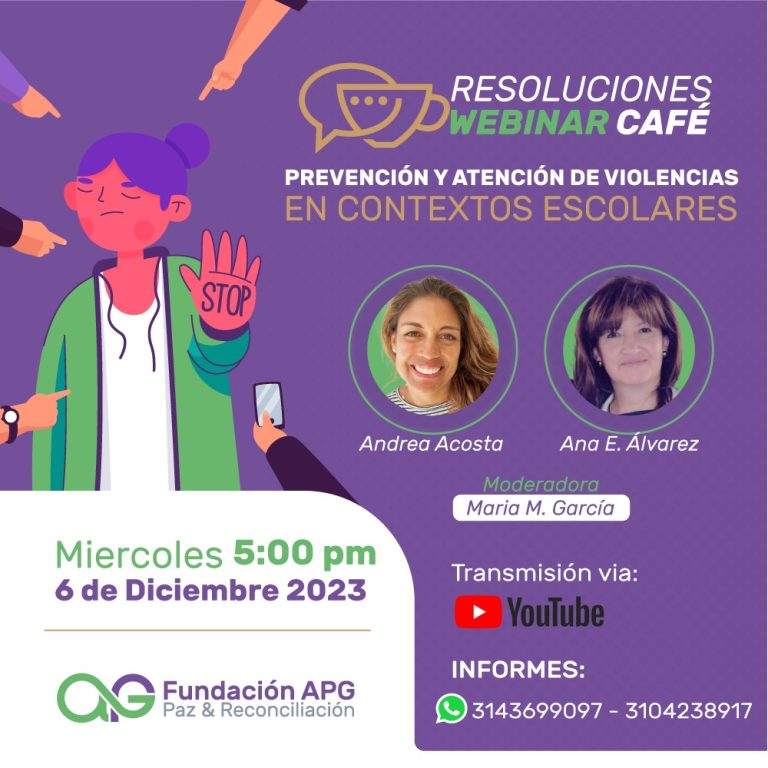 RESOLUCIONES
WEBINAR CAFÉ
PREVENCIÓN Y ATENCIÓN DE VIOLENCIAS
EN CONTEXTOS ESCOLARES
STOP
Andrea Acosta
Ana E. Álvarez
Moderadora
Maria M. García
Miercoles 5:00 pm
6 de Diciembre 2023
Transmisión via:
YouTube
INFORMES:
3143699097 - 3104238917
Fundación APG
Paz & Reconciliación